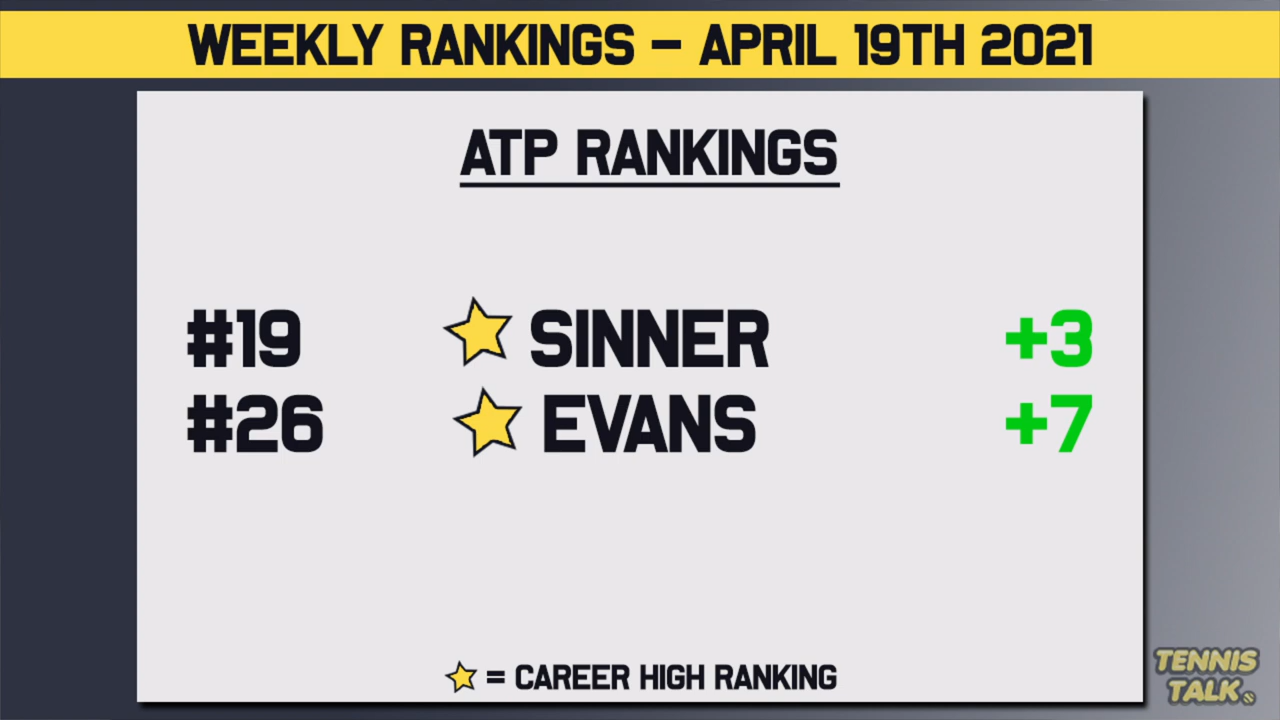 WEEKLY RANKINGS – APRIL 19TH 2021
ATP RANKINGS
#19 SINNER +3
#26 EVANS +7
= CAREER HIGH RANKING
TENNIS
TALK